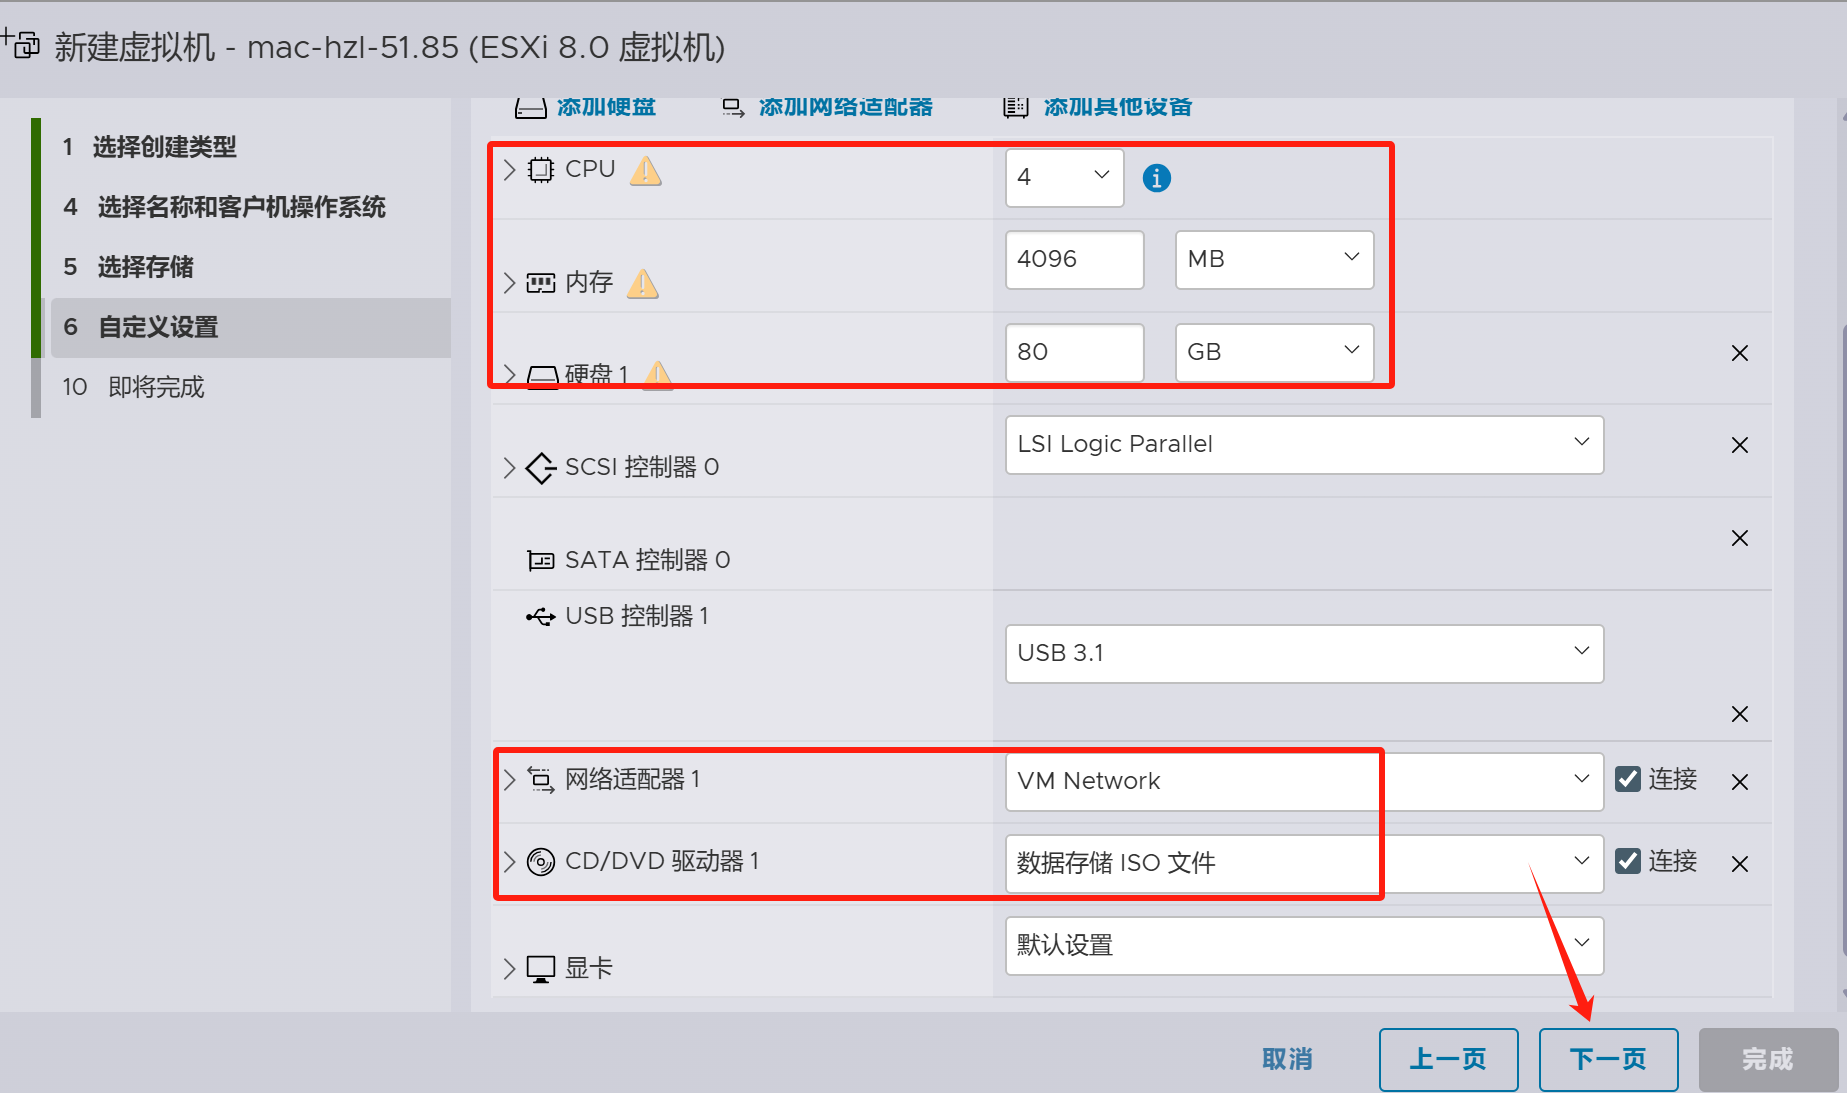 新建虚拟机 - mac-hzl-51.85 (ESXi 8.0 虚拟机)
1 选择创建类型
4 选择名称和客户机操作系统
5 选择存储
6 自定义设置
10 即将完成
添加硬盘 添加网络适配器 添加其他设备
CPU 4
内存 4096 MB
硬盘 1 80 GB
SCSI 控制器 0 LSI Logic Parallel
SATA 控制器 0
USB 控制器 1
USB 3.1
网络适配器 1 VM Network 连接
CD/DVD 驱动器 1 数据存储 ISO 文件 连接
显卡 默认设置
取消 上一页 下一页 完成